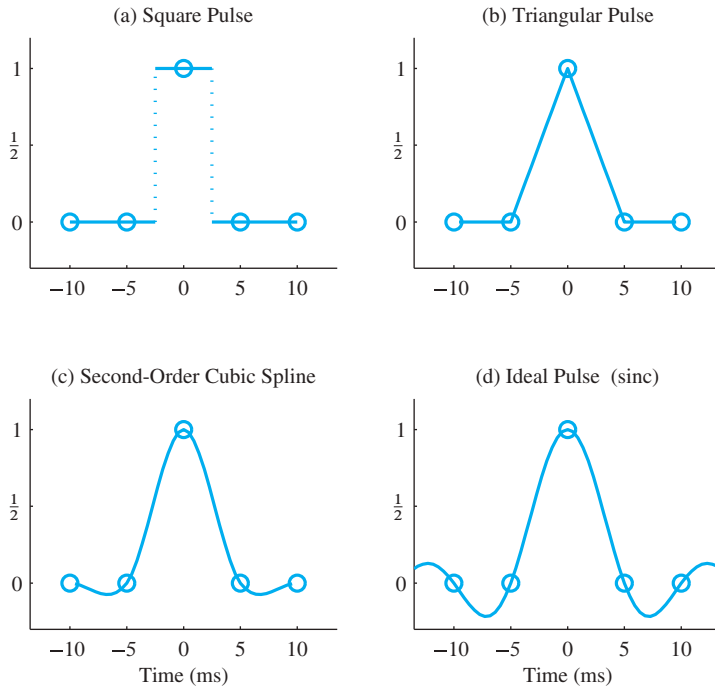 (a) Square Pulse
1
1/2
0
−10 −5 0 5 10
(b) Triangular Pulse
1
1/2
0
−10 −5 0 5 10
(c) Second-Order Cubic Spline
1
1/2
0
−10 −5 0 5 10
Time (ms)
(d) Ideal Pulse (sinc)
1
1/2
0
−10 −5 0 5 10
Time (ms)